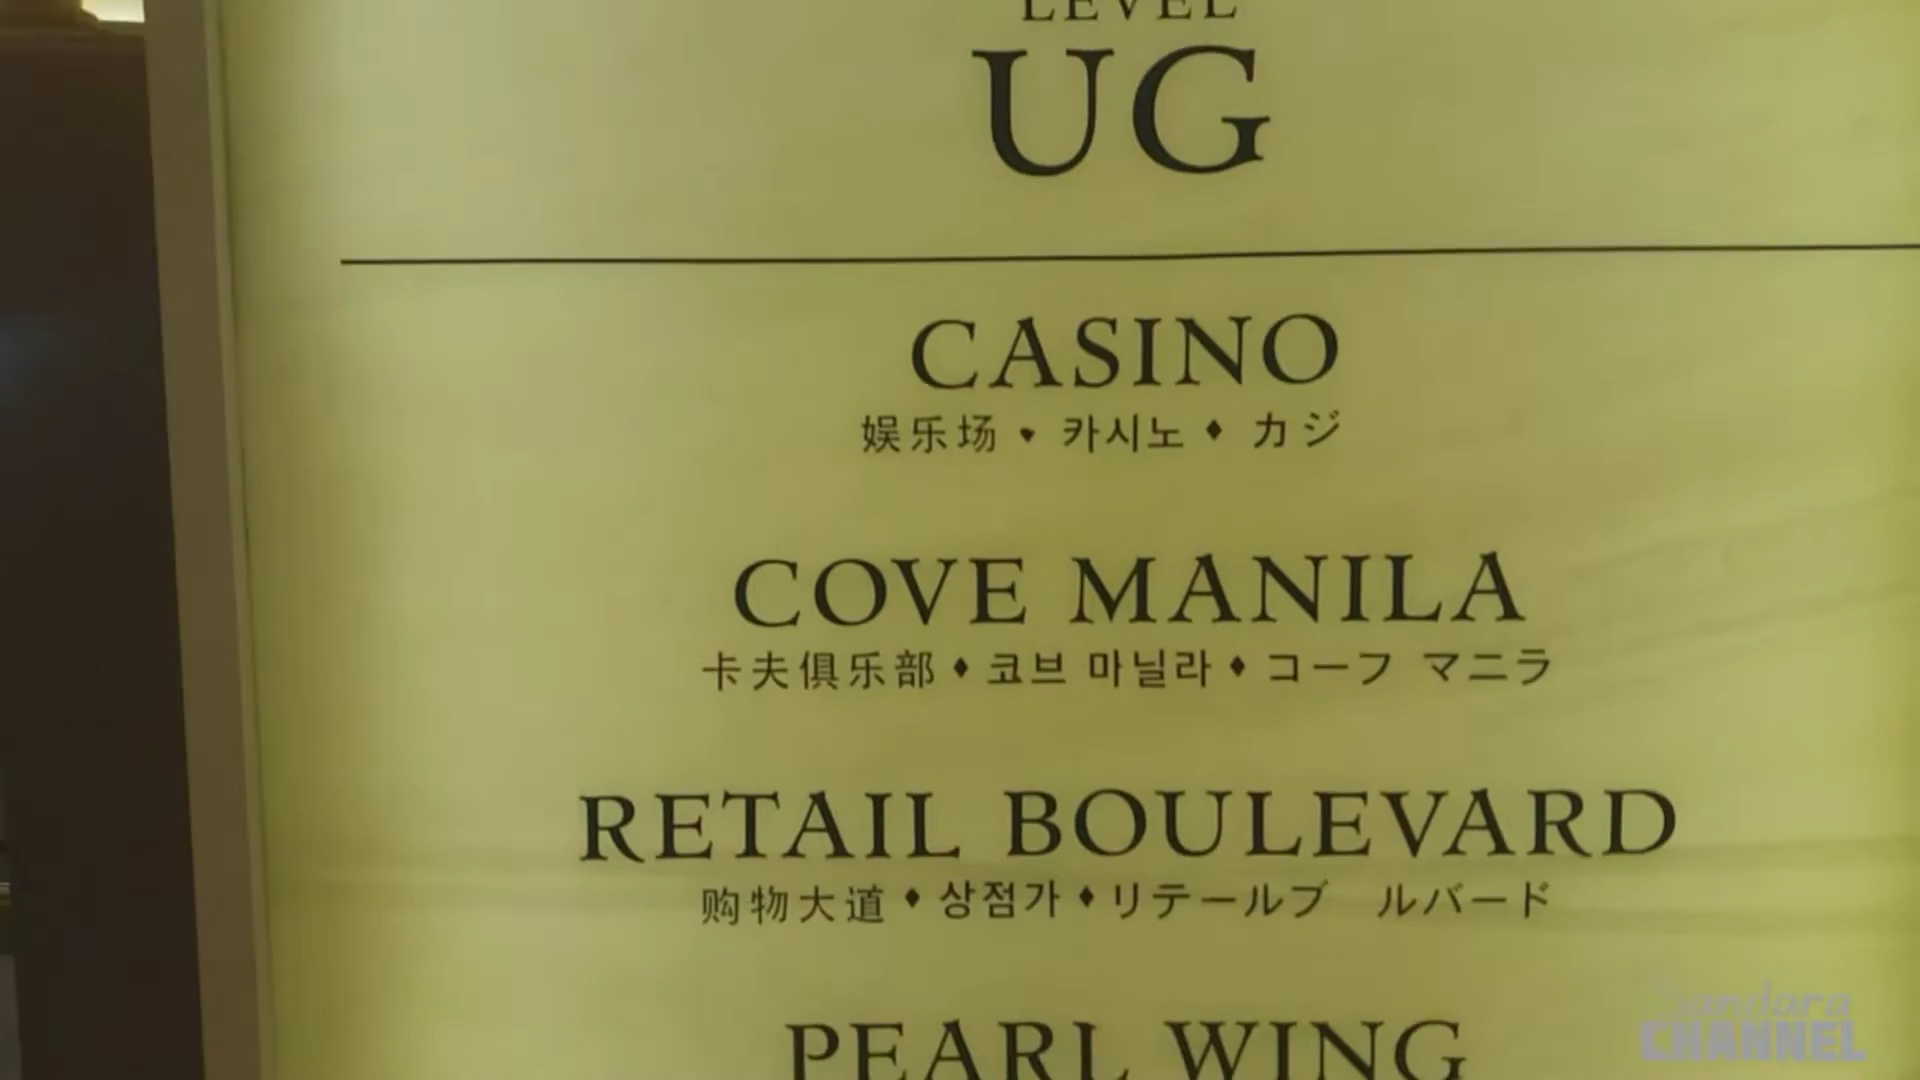 LEVEL
UG
CASINO
娱乐场 ♦ 카시노 ♦ カジ
COVE MANILA
卡夫俱乐部 ♦ 코브 마닐라 ♦ コーフ マニラ
RETAIL BOULEVARD
购物大道 ♦ 상점가 ♦ リテールブ ルバード
PEARL WING
Sandara
CHANNEL